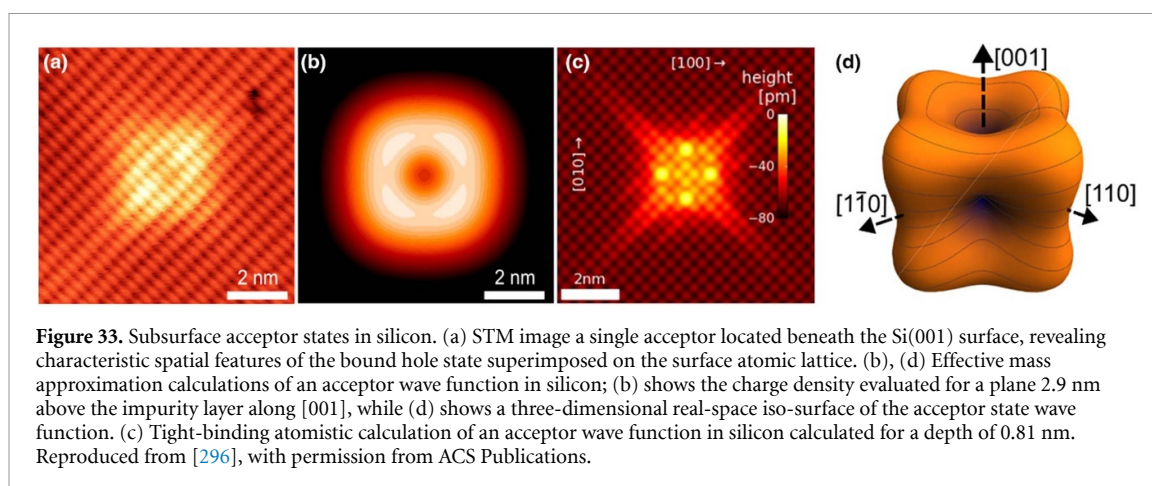 (a)
(b)
(c)
(d)
[100]→
height
[pm]
0
−40
−80
[010]→
[001]
[11̄0]
[110]
2 nm
2 nm
2nm
Figure 33. Subsurface acceptor states in silicon. (a) STM image a single acceptor located beneath the Si(001) surface, revealing
characteristic spatial features of the bound hole state superimposed on the surface atomic lattice. (b), (d) Effective mass
approximation calculations of an acceptor wave function in silicon; (b) shows the charge density evaluated for a plane 2.9 nm
above the impurity layer along [001], while (d) shows a three-dimensional real-space iso-surface of the acceptor state wave
function. (c) Tight-binding atomistic calculation of an acceptor wave function in silicon calculated for a depth of 0.81 nm.
Reproduced from [296], with permission from ACS Publications.